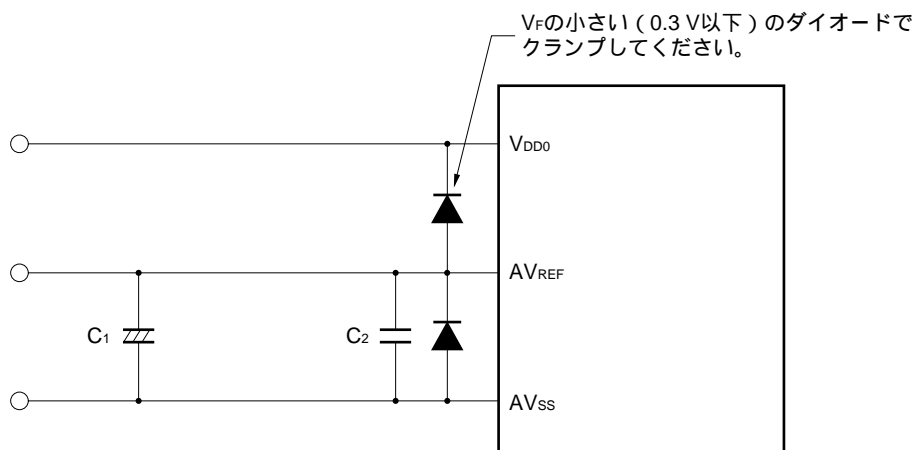 VFの小さい（0.3 V以下）のダイオードで
クランプしてください。
VDD0
AVREF
C1
C2
AVSS